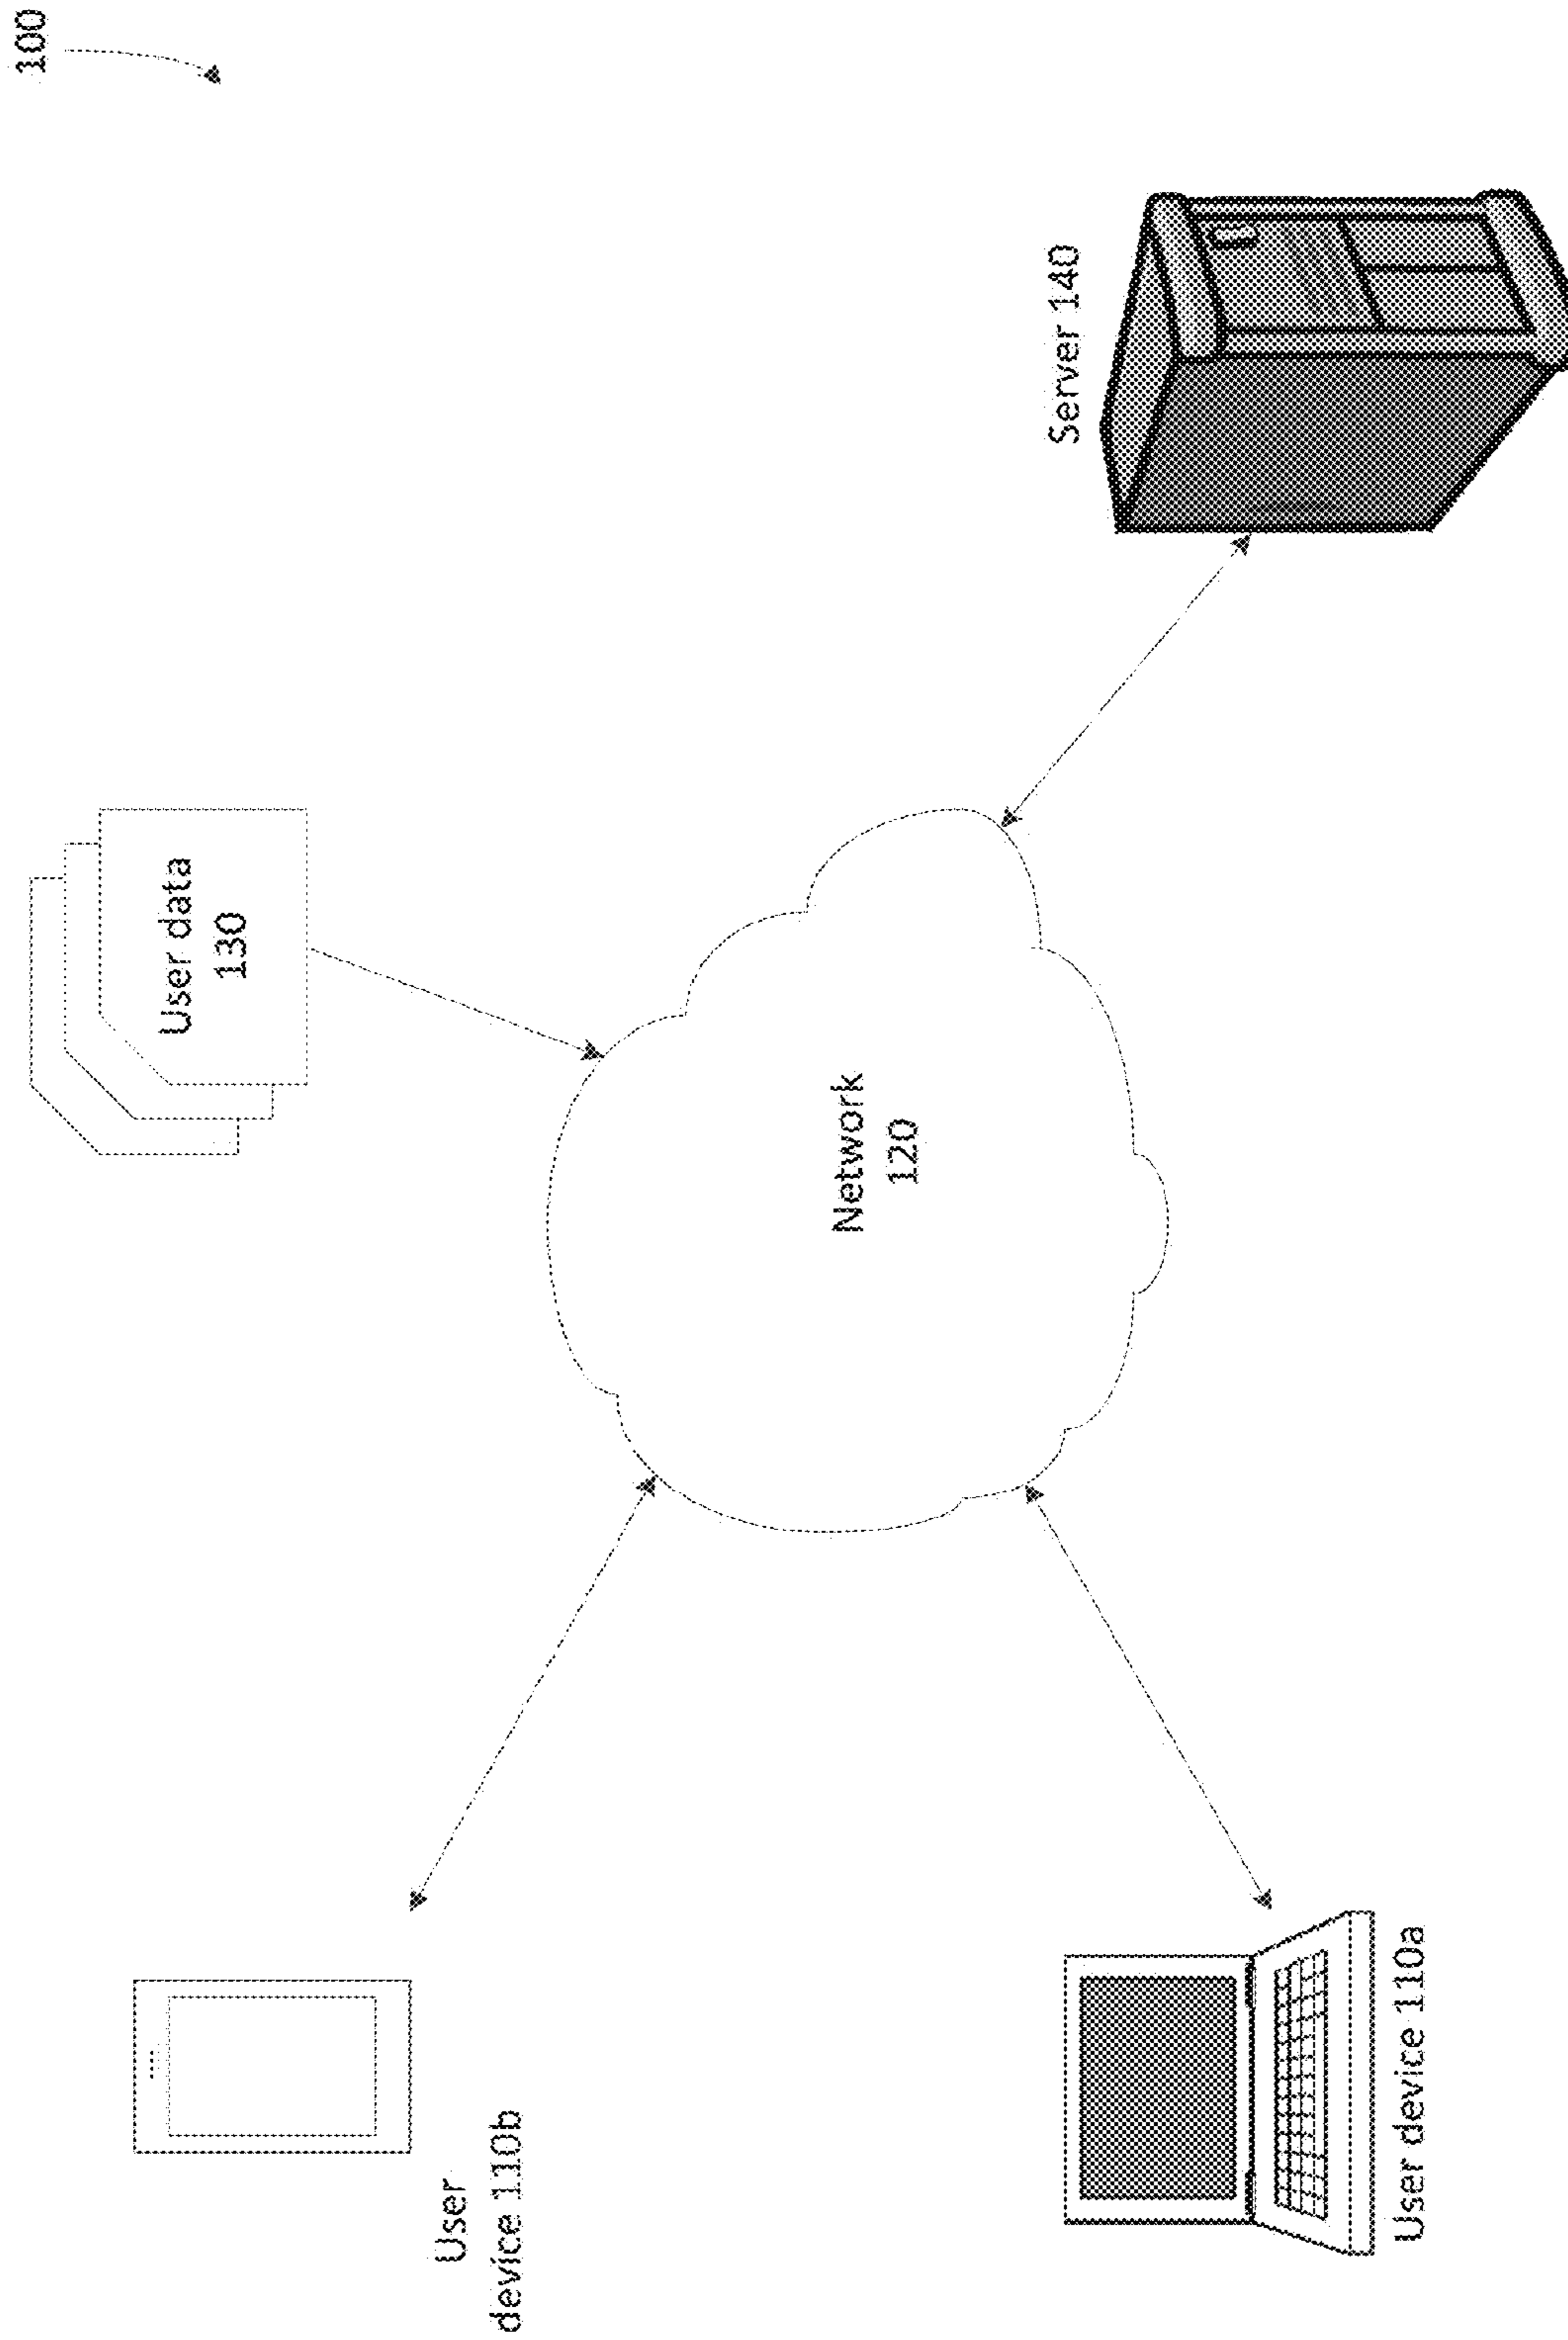 100
User data
130
User
device 110b
Network
120
Server 140
User device 110a